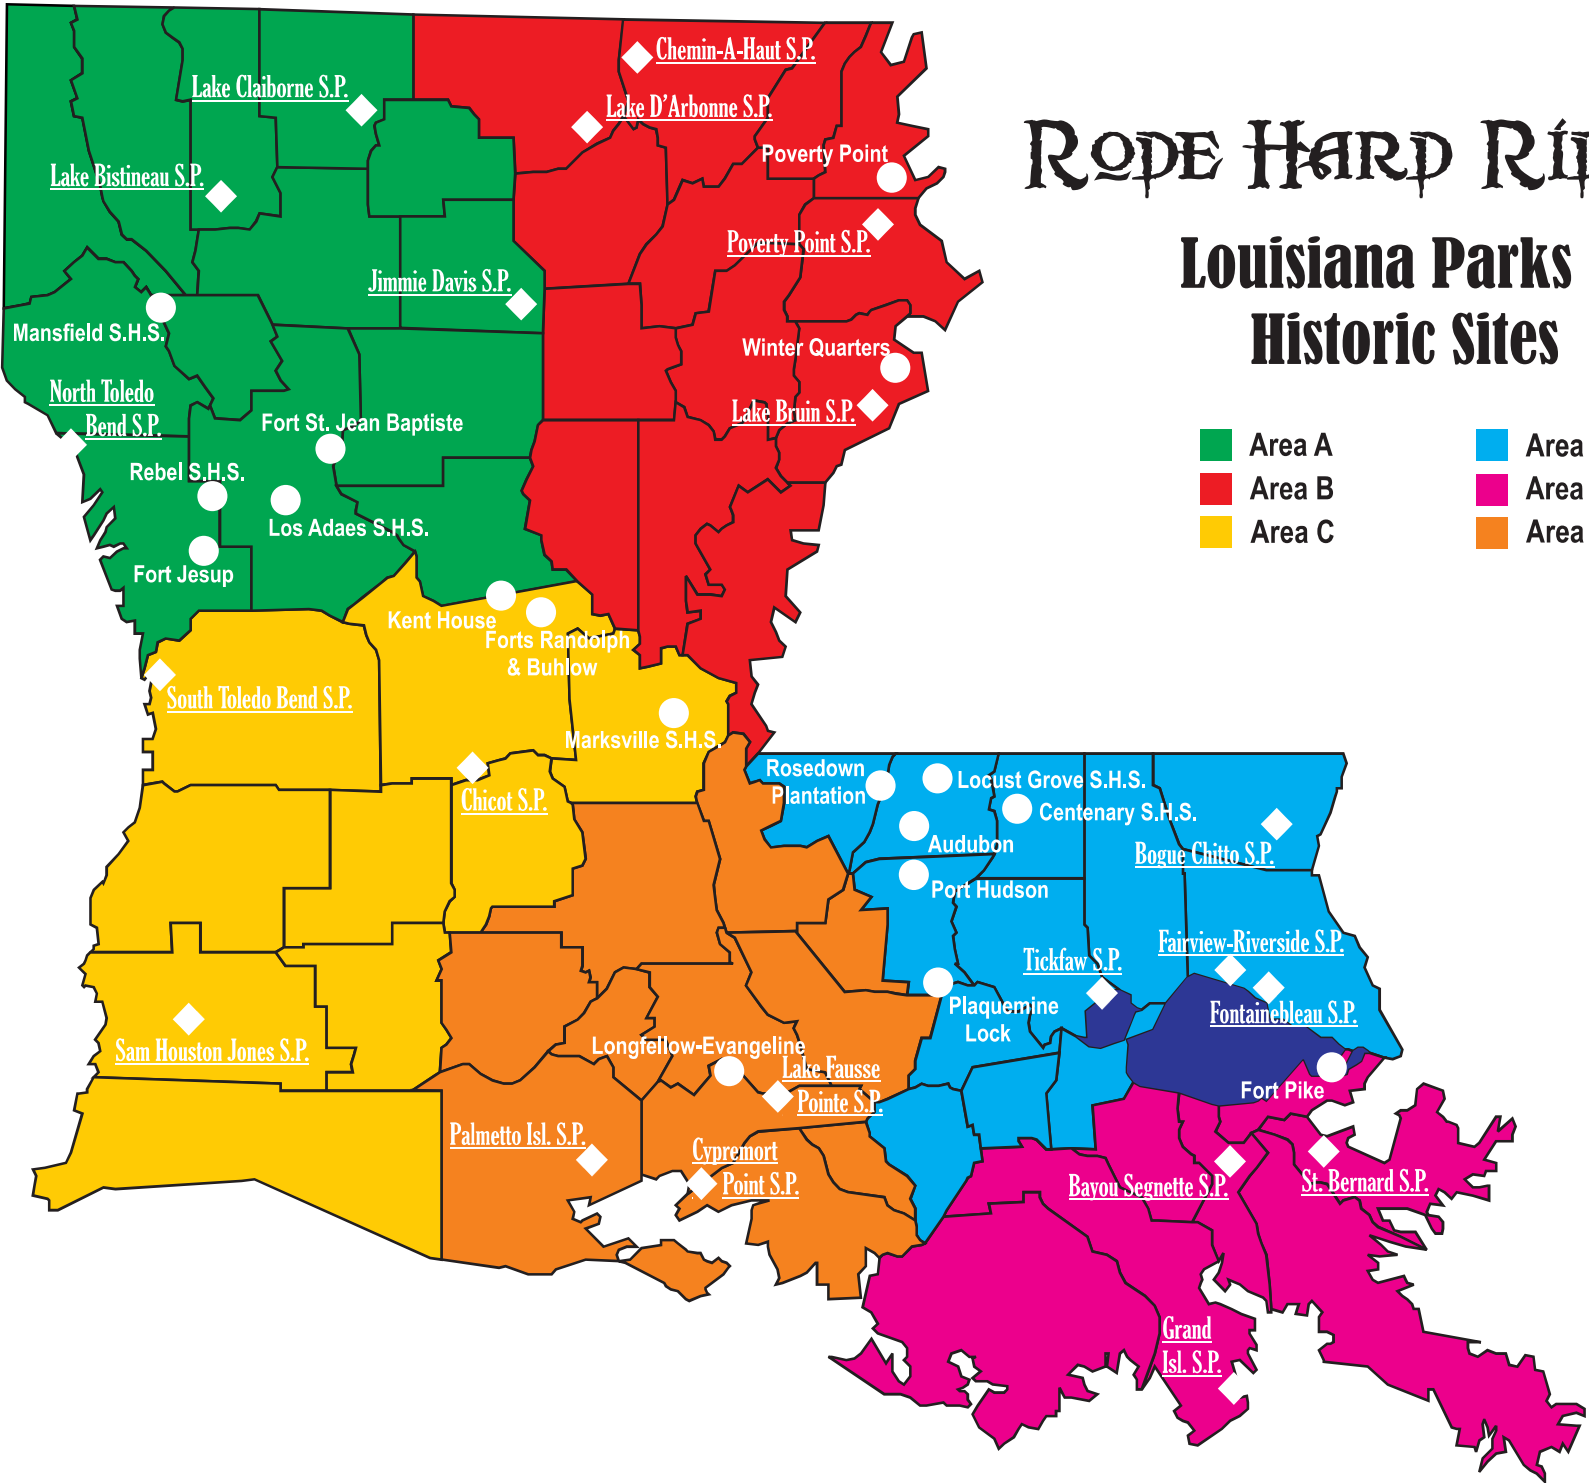 Chemin-A-Haut S.P.
Lake Claiborne S.P.
Lake D'Arbonne S.P.
RODE HARD
Poverty Point
Lake Bistineau S.P.
Poverty Point S.P.
Louisiana Parks
Jimmie Davis S.P.
Mansfield S.H.S.
Historic Sites
Winter Quarters
North Toledo
Bend S.P.
Lake Bruin S.P.
Fort St. Jean Baptiste
Area A
Area
Rebel S.H.S.
Area B
Area
Los Adaes S.H.S.
Area C
Area
Fort Jesup
Kent House
Forts Randolph
& Buhlow
South Toledo Bend S.P.
Marksville S.H.S.
Rosedown
Plantation
Locust Grove S.H.S.
Chicot S.P.
Centenary S.H.S.
Audubon
Bogue Chitto S.P.
Port Hudson
Fairview-Riverside S.P.
Tickfaw S.P.
Plaquemine
Lock
Fontainebleau S.P.
Sam Houston Jones S.P.
Longfellow-Evangeline
Lake Fausse
Pointe S.P.
Fort Pike
Palmetto Isl. S.P.
Cypremort
Point S.P.
Bayou Segnette S.P.
St. Bernard S.P.
Grand
Isl. S.P.